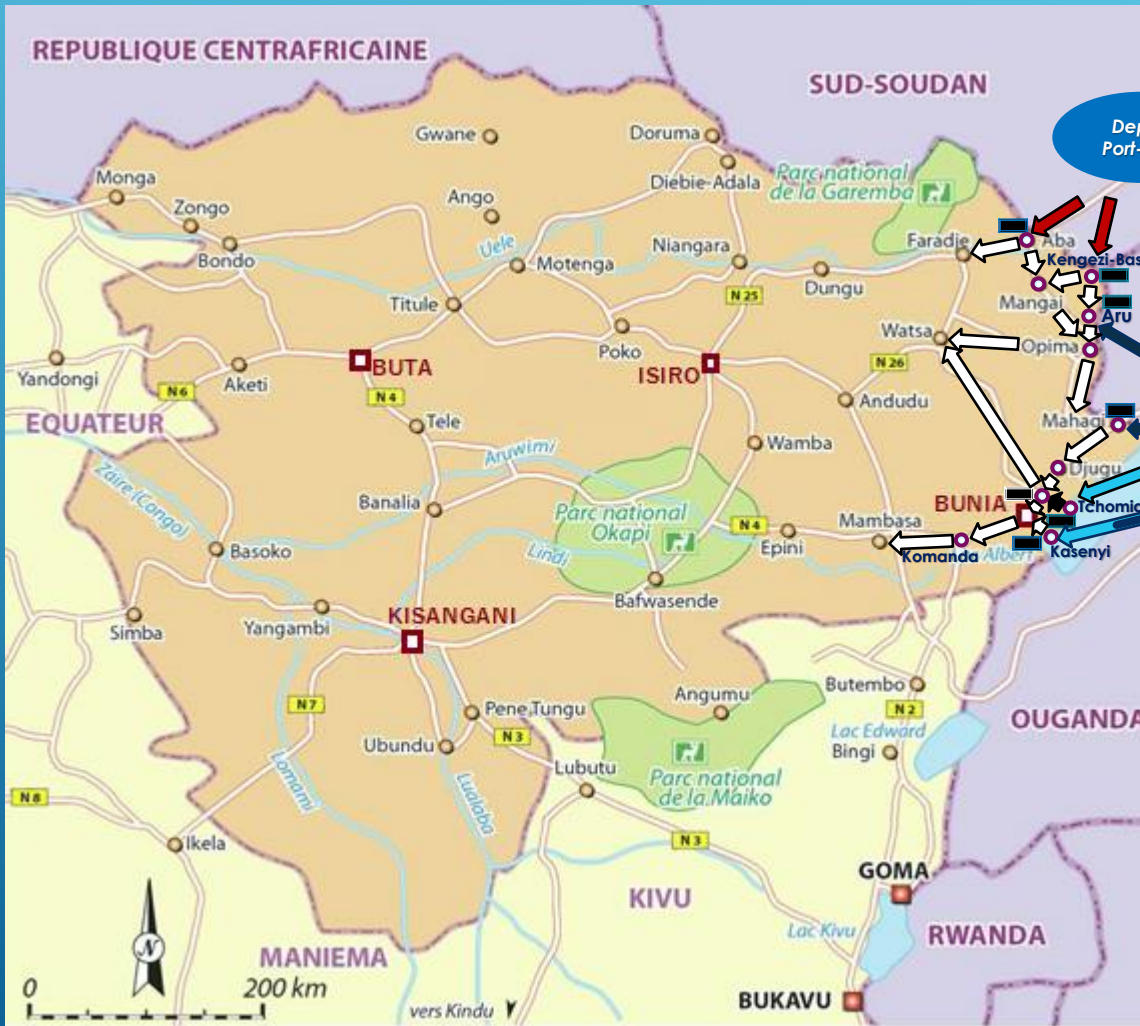 REPUBLIQUE CENTRAFRICAINE
SUD-SOUDAN
Gwane
Doruma
Diebie-Adala
Parc national
de la Garemba
Monga
Zongo
Bondo
Ango
Uele
Motenga
Niangara
Faradje
Aba
Kengezi-Bas
Mangai
Dungu
N 25
Titule
Poko
Watsa
Aru
Opima
Yandongi
Aketi
BUTA
ISIRO
N 26
N 6
N 4
Andudu
EQUATEUR
Tele
Wamba
Mahagi
Aruwimi
Djugu
Zaïre (Congo)
Banalia
Parc national
Okapi
BUNIA
Tchomia
N 4
Epini
Mambasa
Komanda
Kasenyi
Albert
Basoko
Lindi
Bafwasende
Simba
Yangambi
KISANGANI
N 7
Pene Tungu
Angumu
Butembo
N 2
OUGANDA
Lac Edward
Bingi
Ubundu
N 3
Lubutu
Parc national
de la Maiko
Lomami
Lualaba
N 8
Ikela
N 3
GOMA
KIVU
Lac Kivu
RWANDA
MANIEMA
N
0
200 km
vers Kindu
BUKAVU
Dep
Port-